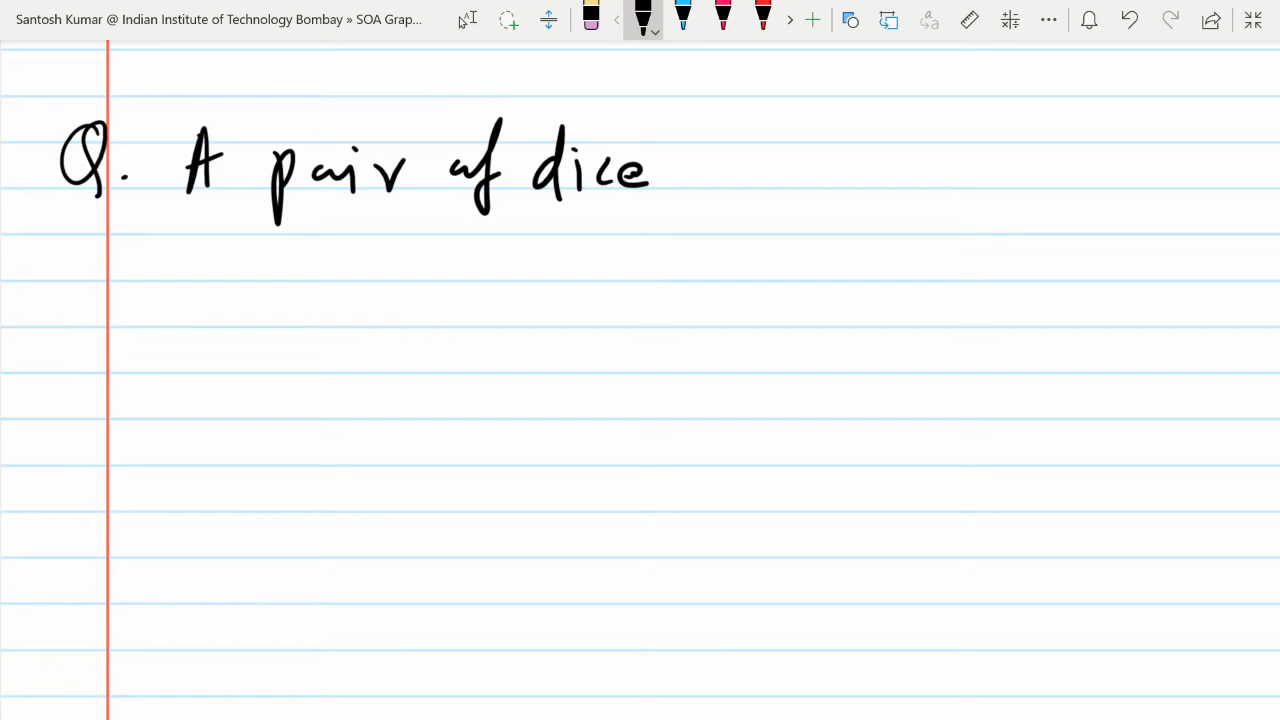 Santosh Kumar @ Indian Institute of Technology Bombay » SOA Grap...
Q. A pair of dice